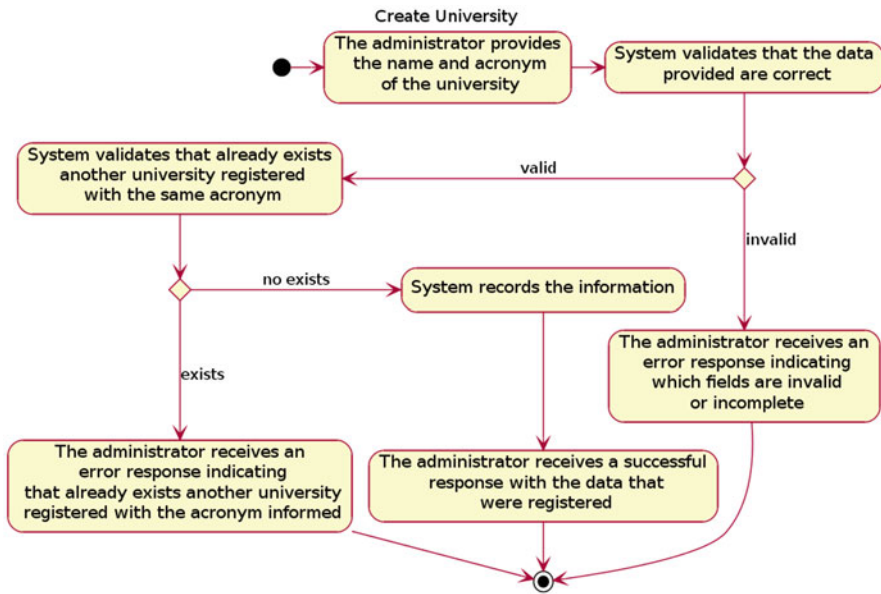 Create University
The administrator provides
the name and acronym
of the university
System validates that the data
provided are correct
System validates that already exists
another university registered
with the same acronym
valid
invalid
no exists
System records the information
exists
The administrator receives an
error response indicating
which fields are invalid
or incomplete
The administrator receives an
error response indicating
that already exists another university
registered with the acronym informed
The administrator receives a successful
response with the data that
were registered